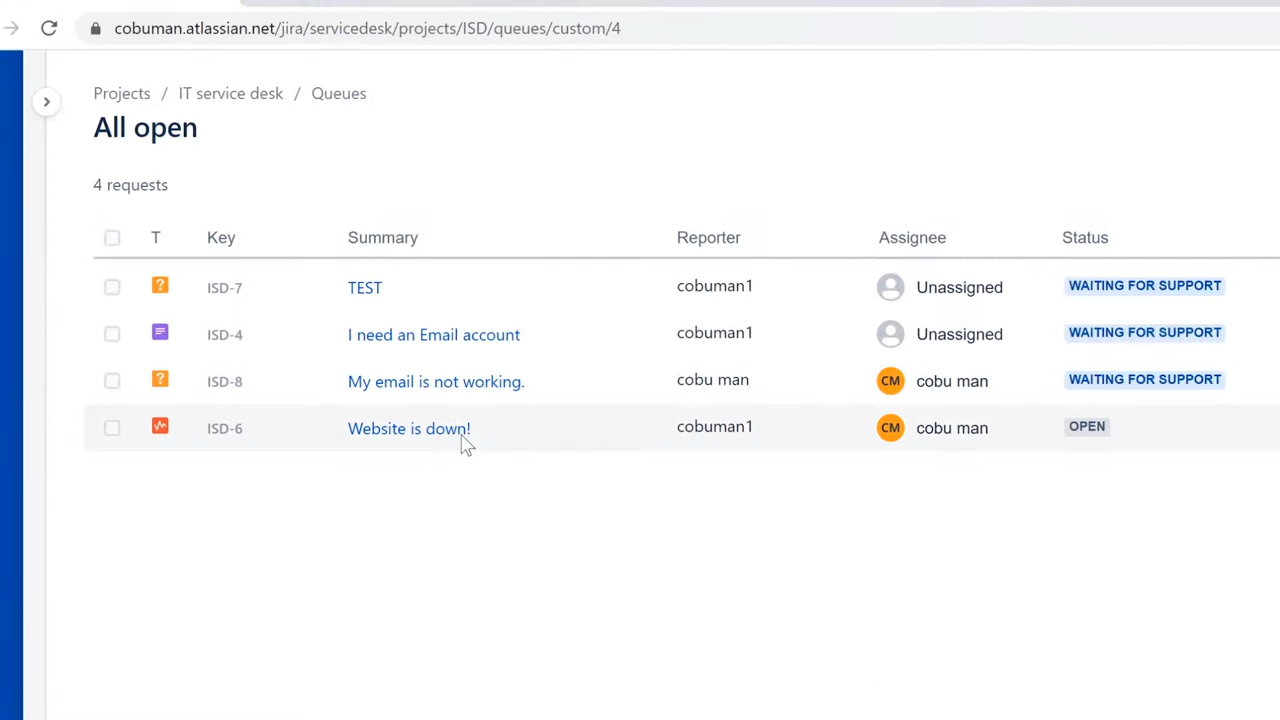 cobuman.atlassian.net/jira/servicedesk/projects/ISD/queues/custom/4
Projects / IT service desk / Queues
All open
4 requests
T Key Summary Reporter Assignee Status
? ISD-7 TEST cobuman1 Unassigned WAITING FOR SUPPORT
ISD-4 I need an Email account cobuman1 Unassigned WAITING FOR SUPPORT
? ISD-8 My email is not working. cobu man CM cobu man WAITING FOR SUPPORT
ISD-6 Website is down! cobuman1 CM cobu man OPEN